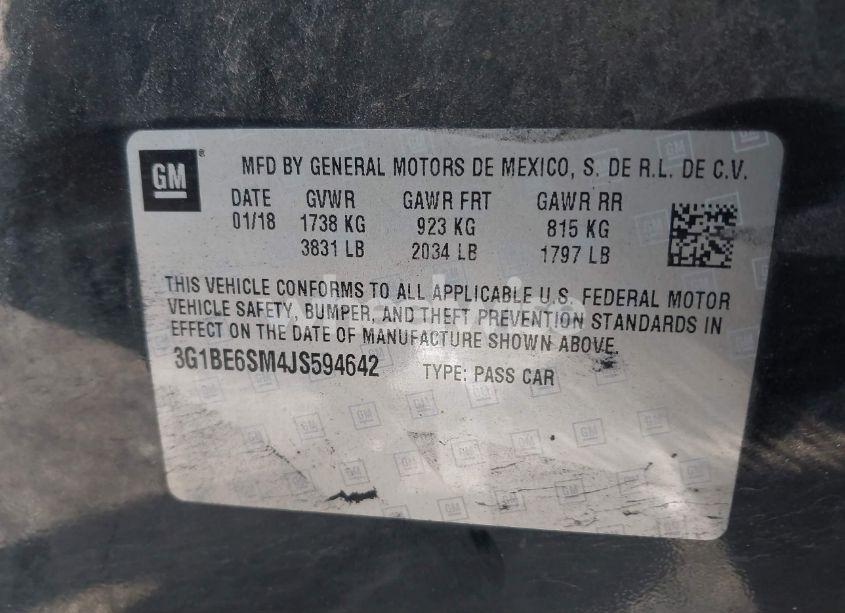 GM
MFD BY GENERAL MOTORS DE MEXICO, S. DE R.L. DE C.V.
DATE GVWR GAWR FRT GAWR RR
01/18 1738 KG 923 KG 815 KG
3831 LB 2034 LB 1797 LB
THIS VEHICLE CONFORMS TO ALL APPLICABLE U.S. FEDERAL MOTOR
VEHICLE SAFETY, BUMPER, AND THEFT PREVENTION STANDARDS IN
EFFECT ON THE DATE OF MANUFACTURE SHOWN ABOVE.
3G1BE6SM4JS594642 TYPE: PASS CAR